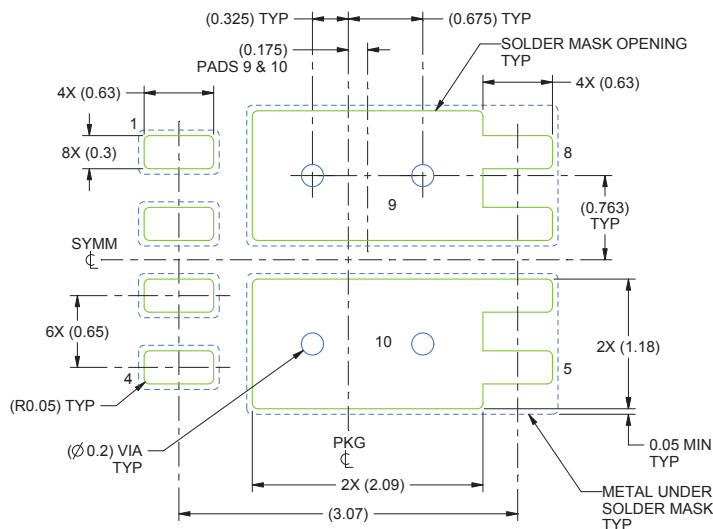 (0.325) TYP
(0.675) TYP
(0.175)
PADS 9 & 10
SOLDER MASK OPENING
TYP
4X (0.63)
4X (0.63)
1
8X (0.3)
8
9
(0.763)
TYP
SYMM
℄
6X (0.65)
10
2X (1.18)
4
5
(R0.05) TYP
(Ø 0.2) VIA
TYP
PKG
℄
0.05 MIN
TYP
2X (2.09)
(3.07)
METAL UNDER
SOLDER MASK
TYP